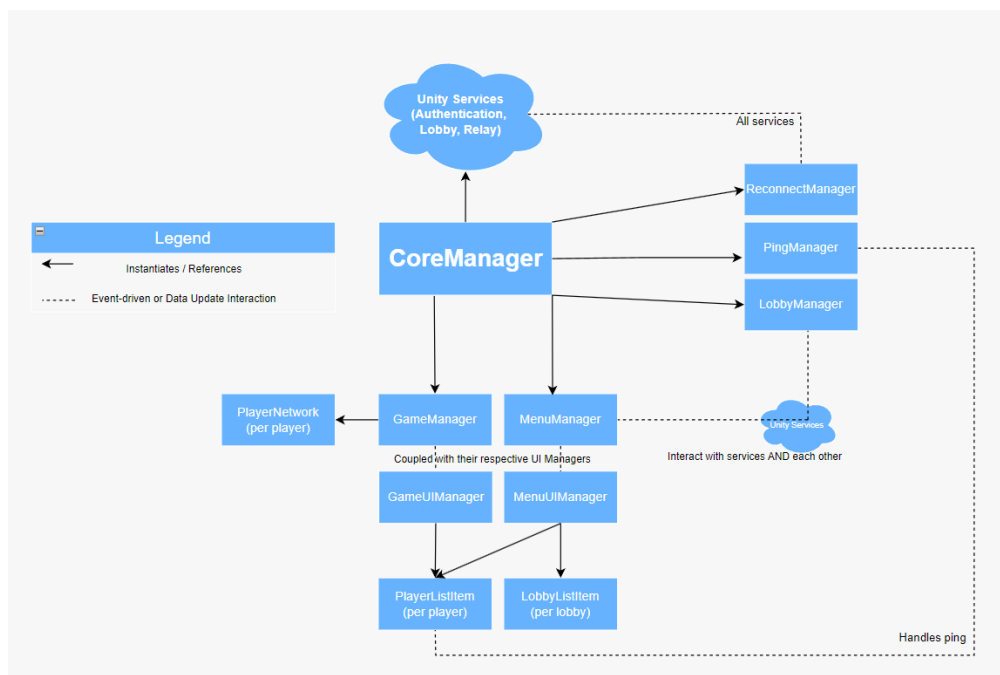 Unity Services
(Authentication,
Lobby, Relay)
All services
ReconnectManager
Legend
Instantiates / References
Event-driven or Data Update Interaction
CoreManager
PingManager
LobbyManager
PlayerNetwork
(per player)
GameManager
MenuManager
Unity Services
Coupled with their respective UI Managers
Interact with services AND each other
GameUIManager
MenuUIManager
PlayerListItem
(per player)
LobbyListItem
(per lobby)
Handles ping